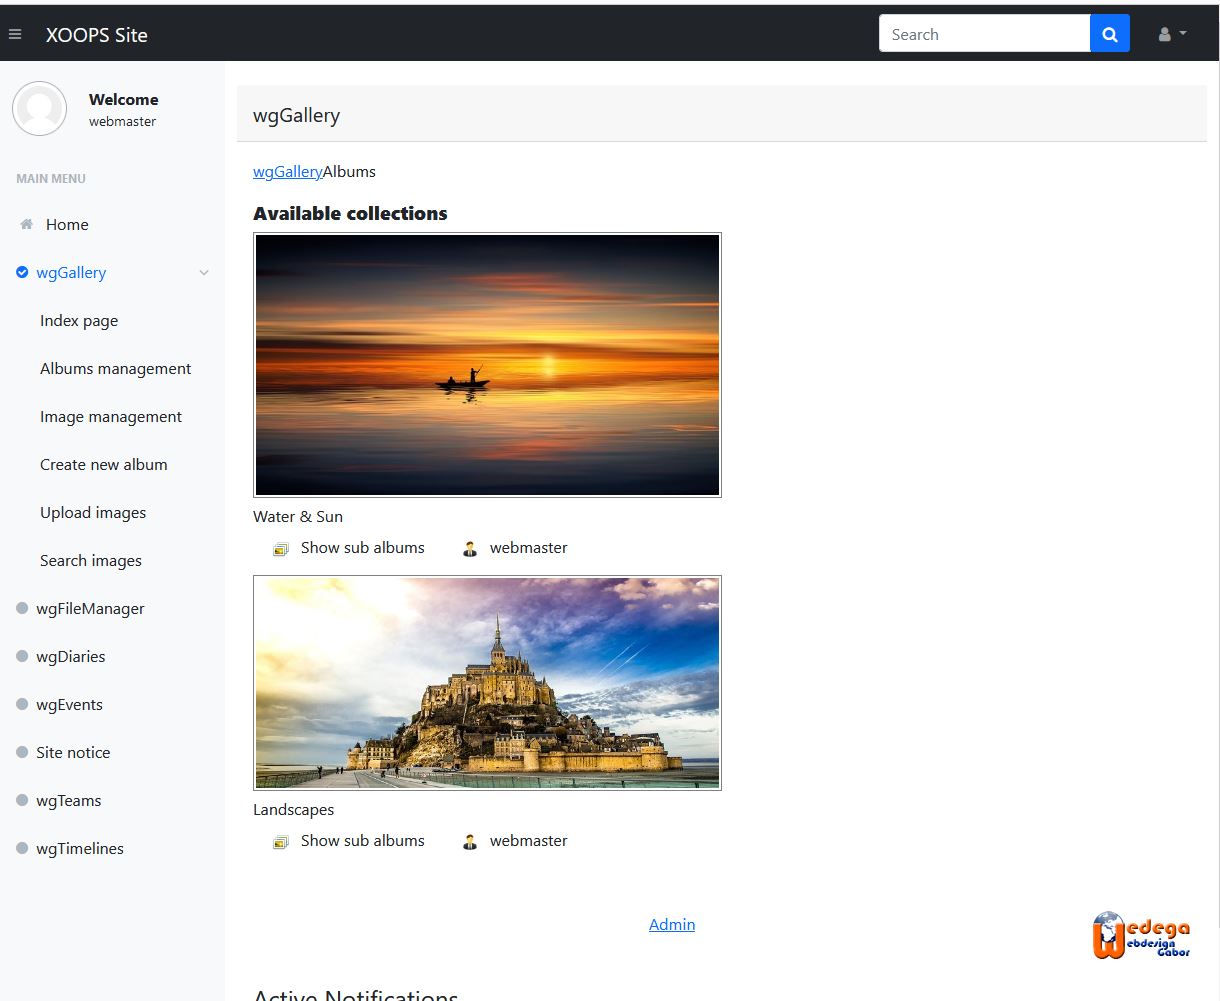 XOOPS Site
Search
Welcome
webmaster
MAIN MENU
Home
wgGallery
Index page
Albums management
Image management
Create new album
Upload images
Search images
wgFileManager
wgDiaries
wgEvents
Site notice
wgTeams
wgTimelines
wgGallery
wgGalleryAlbums
Available collections
Water & Sun
Show sub albums webmaster
Landscapes
Show sub albums webmaster
Admin
Wedega
Webdesign
Gabor
Active Notifications